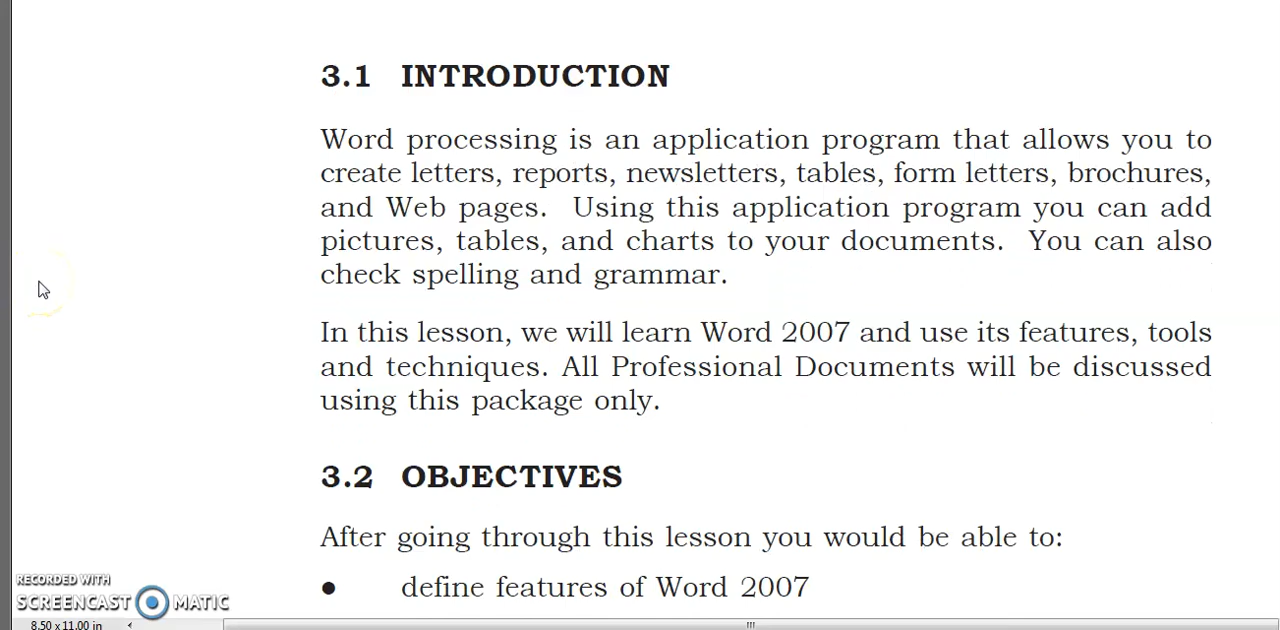 3.1 INTRODUCTION
Word processing is an application program that allows you to
create letters, reports, newsletters, tables, form letters, brochures,
and Web pages. Using this application program you can add
pictures, tables, and charts to your documents. You can also
check spelling and grammar.
In this lesson, we will learn Word 2007 and use its features, tools
and techniques. All Professional Documents will be discussed
using this package only.
3.2 OBJECTIVES
After going through this lesson you would be able to:
● define features of Word 2007
RECORDED WITH
SCREENCAST MATIC
8.50 x 11.00 in